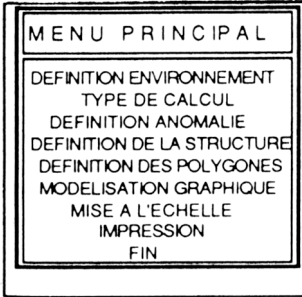 MENU PRINCIPAL
DEFINITION ENVIRONNEMENT
TYPE DE CALCUL
DEFINITION ANOMALIE
DEFINITION DE LA STRUCTURE
DEFINITION DES POLYGONES
MODELISATION GRAPHIQUE
MISE A L'ECHELLE
IMPRESSION
FIN